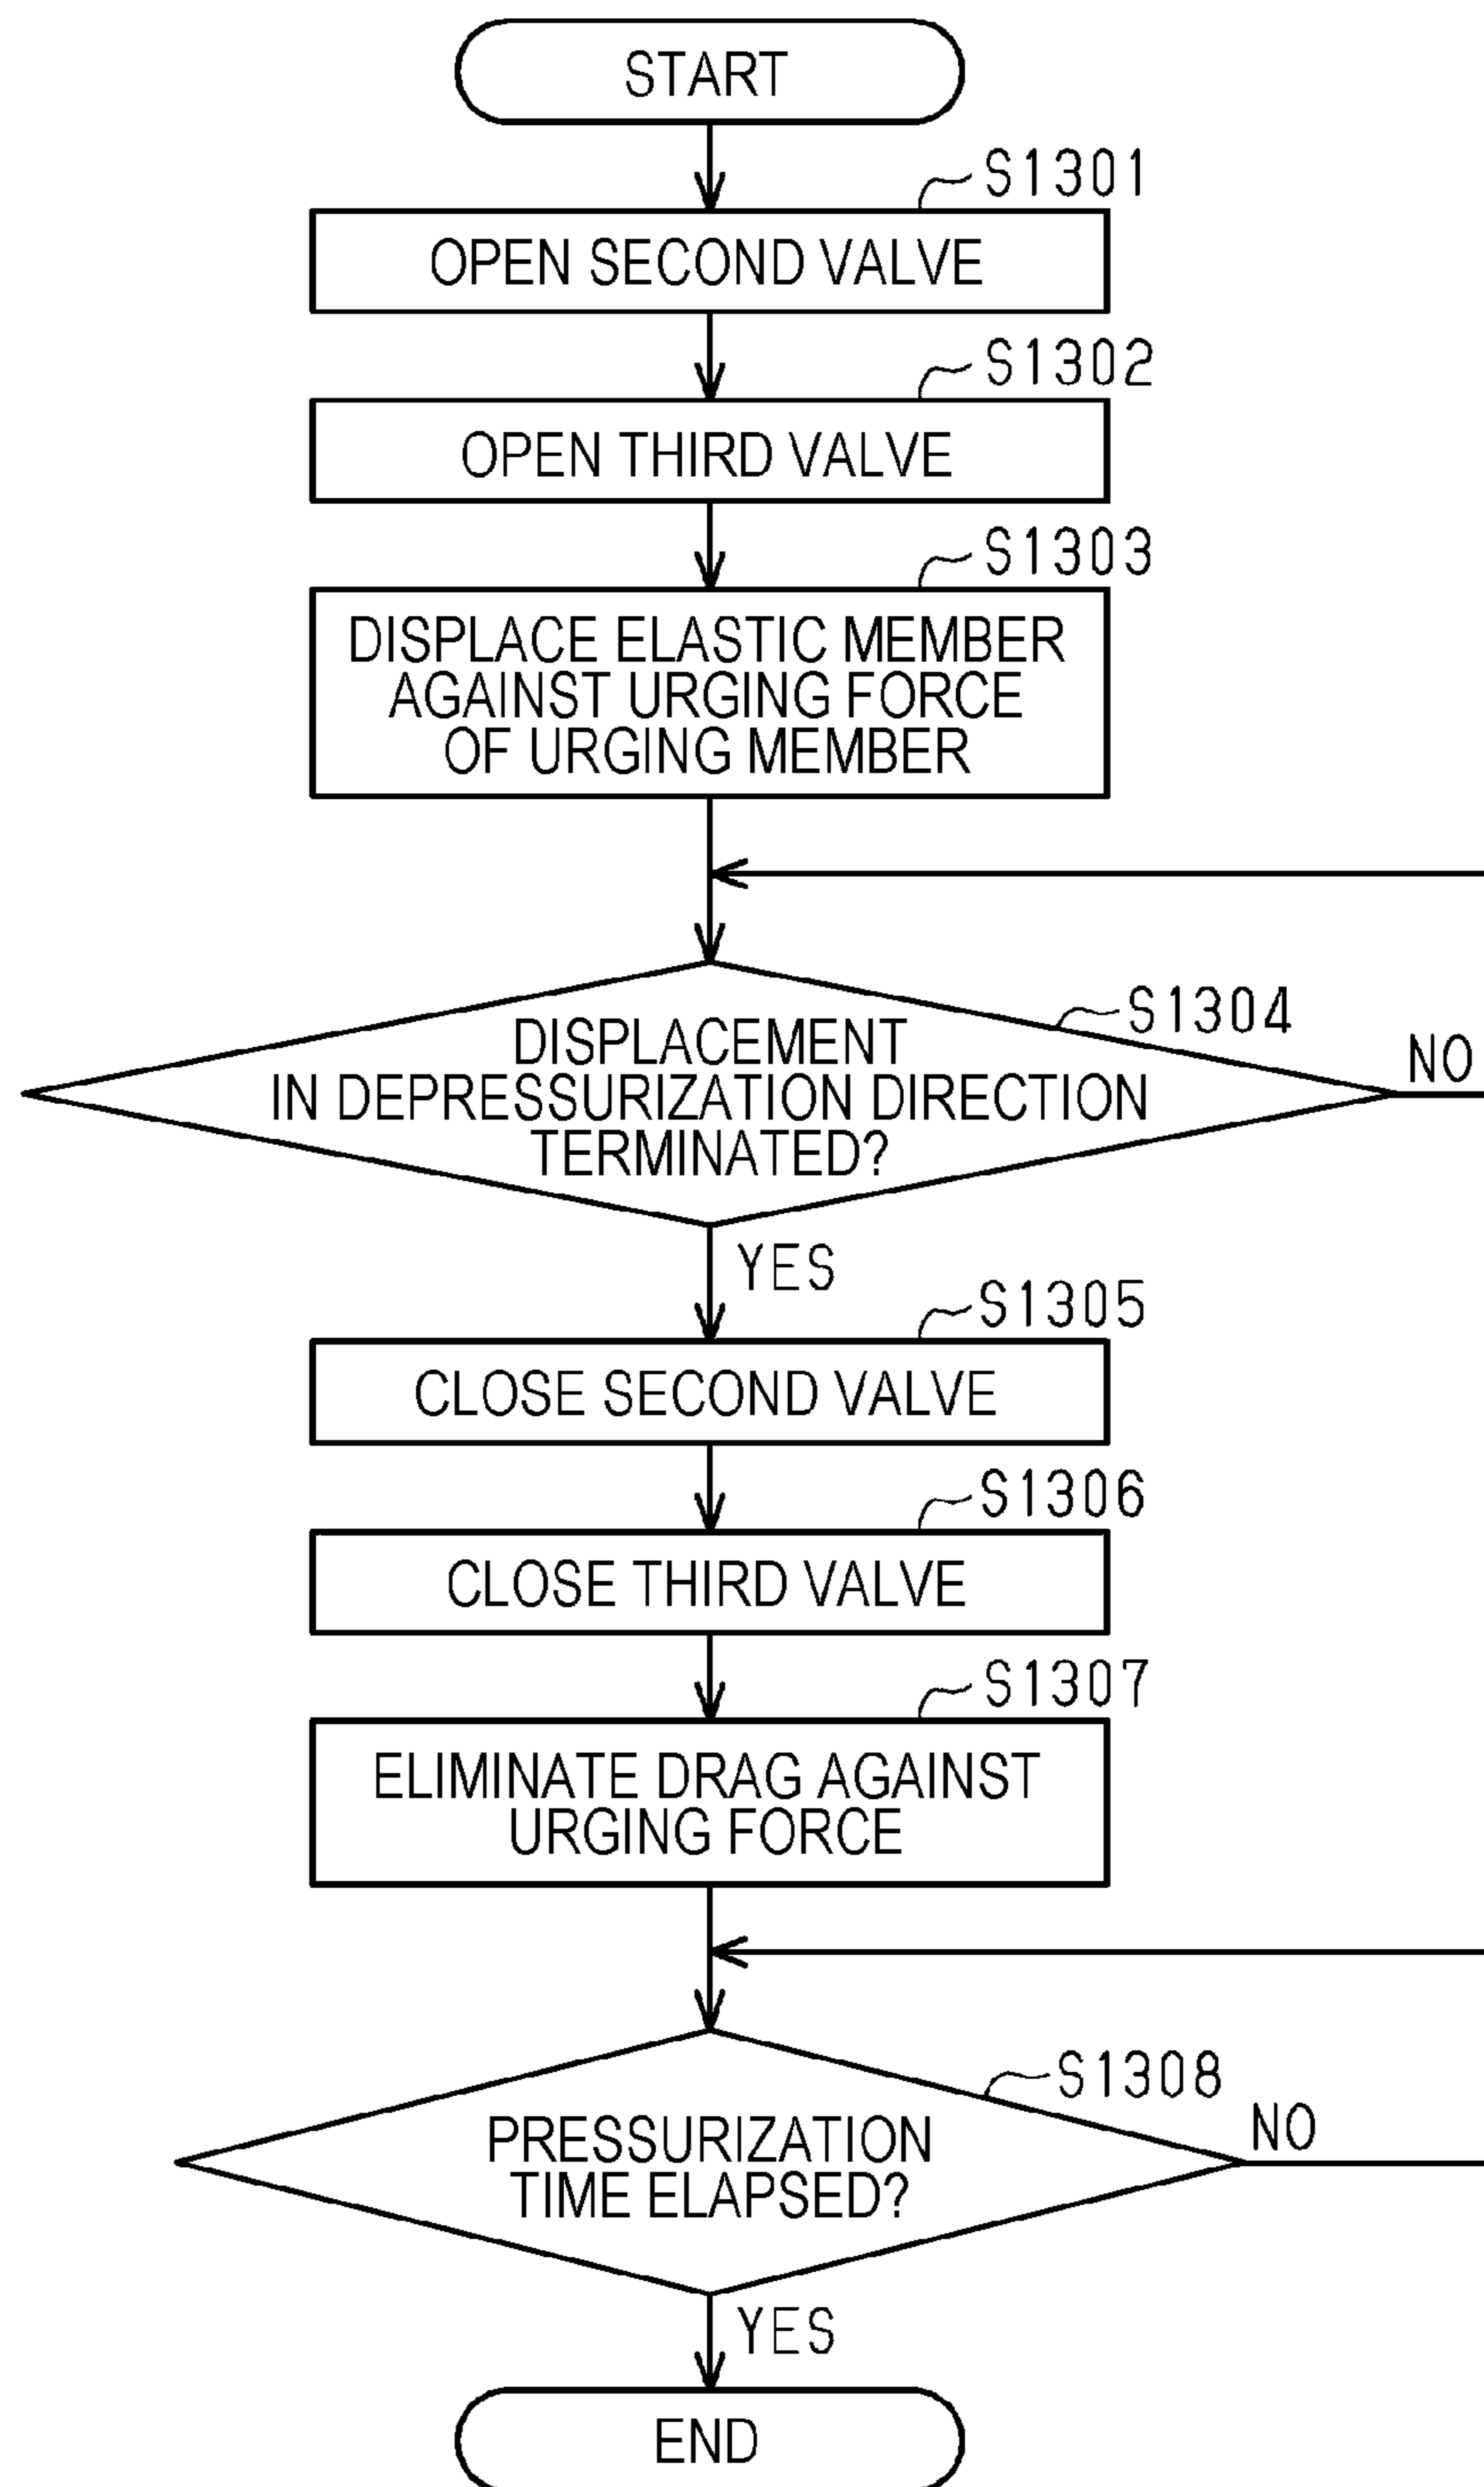 START
S1301
OPEN SECOND VALVE
S1302
OPEN THIRD VALVE
S1303
DISPLACE ELASTIC MEMBER
AGAINST URGING FORCE
OF URGING MEMBER
S1304
DISPLACEMENT
IN DEPRESSURIZATION DIRECTION
TERMINATED?
NO
YES
S1305
CLOSE SECOND VALVE
S1306
CLOSE THIRD VALVE
S1307
ELIMINATE DRAG AGAINST
URGING FORCE
S1308
PRESSURIZATION
TIME ELAPSED?
NO
YES
END